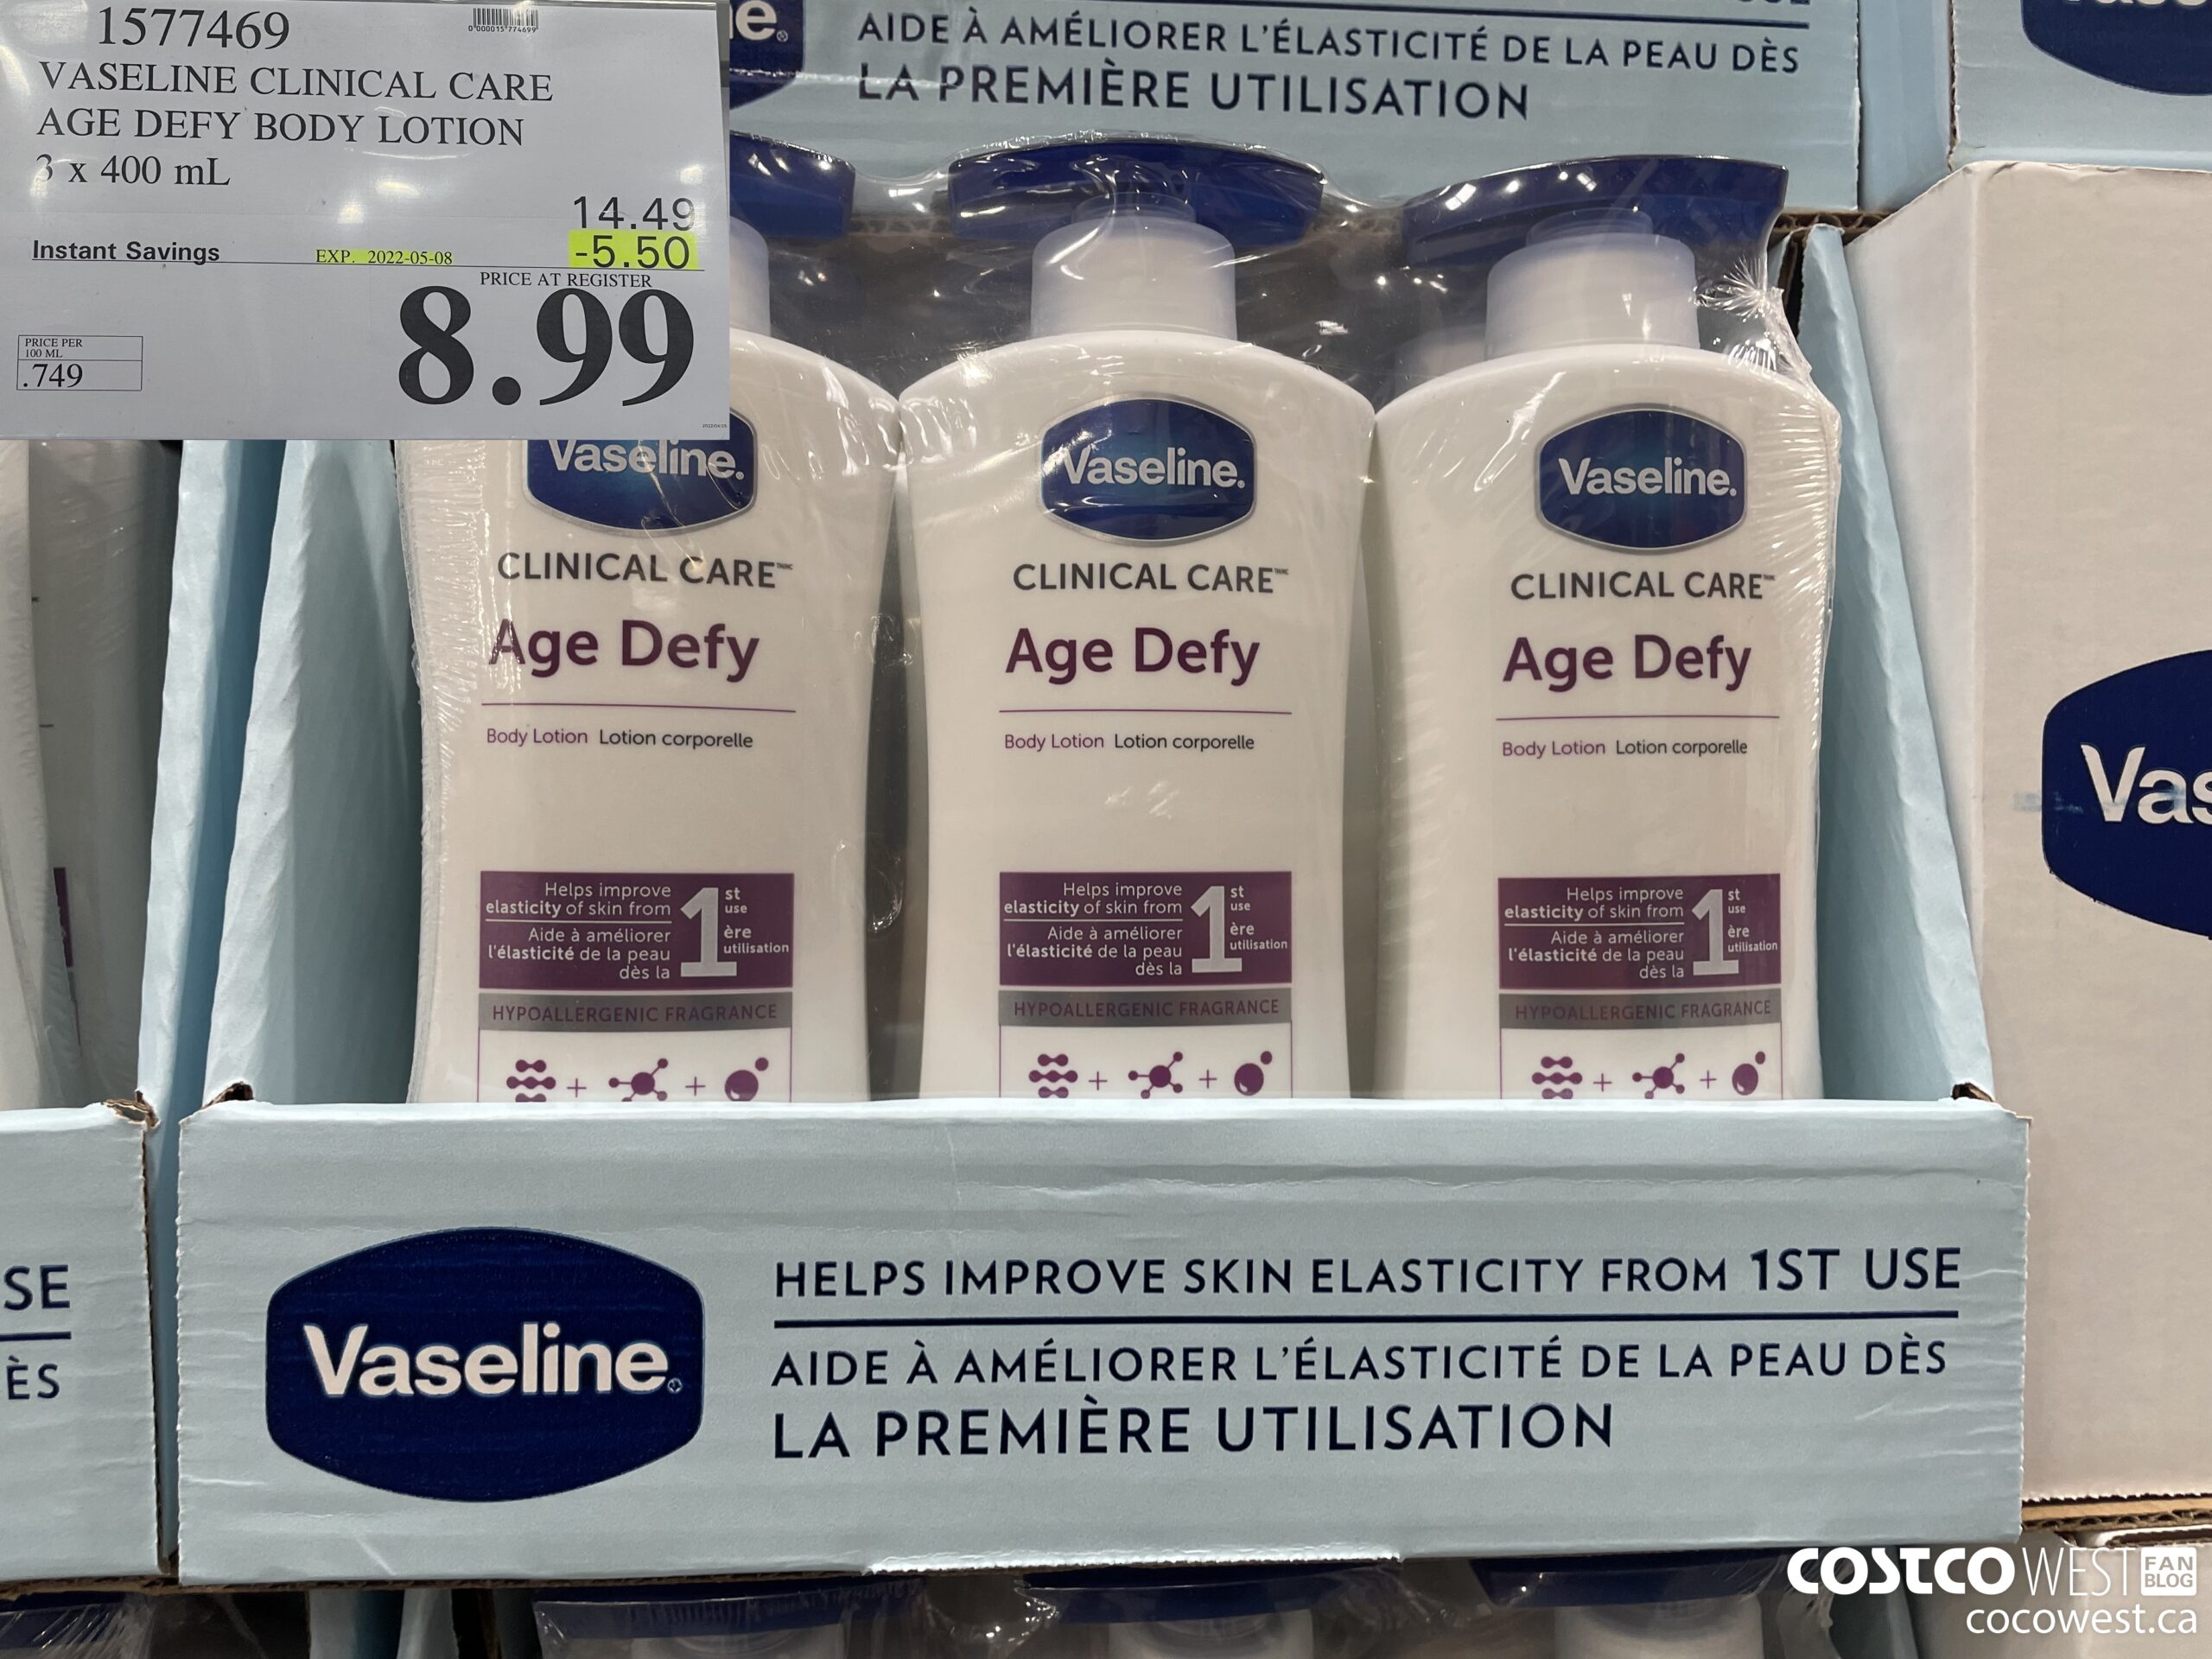 1577469
0"000015"774699"
VASELINE CLINICAL CARE
AGE DEFY BODY LOTION
3 x 400 mL
14.49
Instant Savings EXP. 2022-05-08 -5.50
PRICE AT REGISTER
8.99
PRICE PER
100 ML
.749
e®
AIDE À AMÉLIORER L'ÉLASTICITÉ DE LA PEAU DÈS
LA PREMIÈRE UTILISATION
Vaseline.
CLINICAL CARE
Age Defy
Body Lotion Lotion corporelle
Helps improve
elasticity of skin from
1st use
Aide à améliorer
l'élasticité de la peau
dès la
1ère utilisation
HYPOALLERGENIC FRAGRANCE
+ +
Vaseline.
CLINICAL CARE
Age Defy
Body Lotion Lotion corporelle
Helps improve
elasticity of skin from
1st use
Aide à améliorer
l'élasticité de la peau
dès la
1ère utilisation
HYPOALLERGENIC FRAGRANCE
+ +
Vaseline.
CLINICAL CARE
Age Defy
Body Lotion Lotion corporelle
Helps improve
elasticity of skin from
1st use
Aide à améliorer
l'élasticité de la peau
dès la
1ère utilisation
HYPOALLERGENIC FRAGRANCE
+ +
Vas
SE
ÈS
Vaseline®
HELPS IMPROVE SKIN ELASTICITY FROM 1ST USE
AIDE À AMÉLIORER L'ÉLASTICITÉ DE LA PEAU DÈS
LA PREMIÈRE UTILISATION
COSTCO WEST FAN BLOG
cocowest.ca